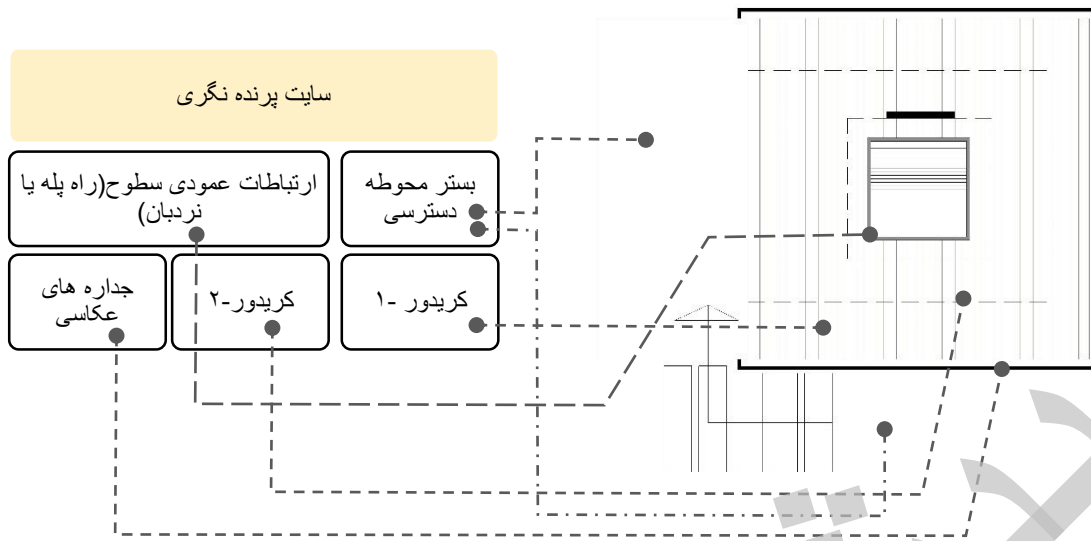 سایت پرنده نگری
بستر محوطه
دسترسی
ارتباطات عمودی سطوح(راه پله یا
نردبان)
کریدور -۱
کریدور-۲
جداره های
عکاسی